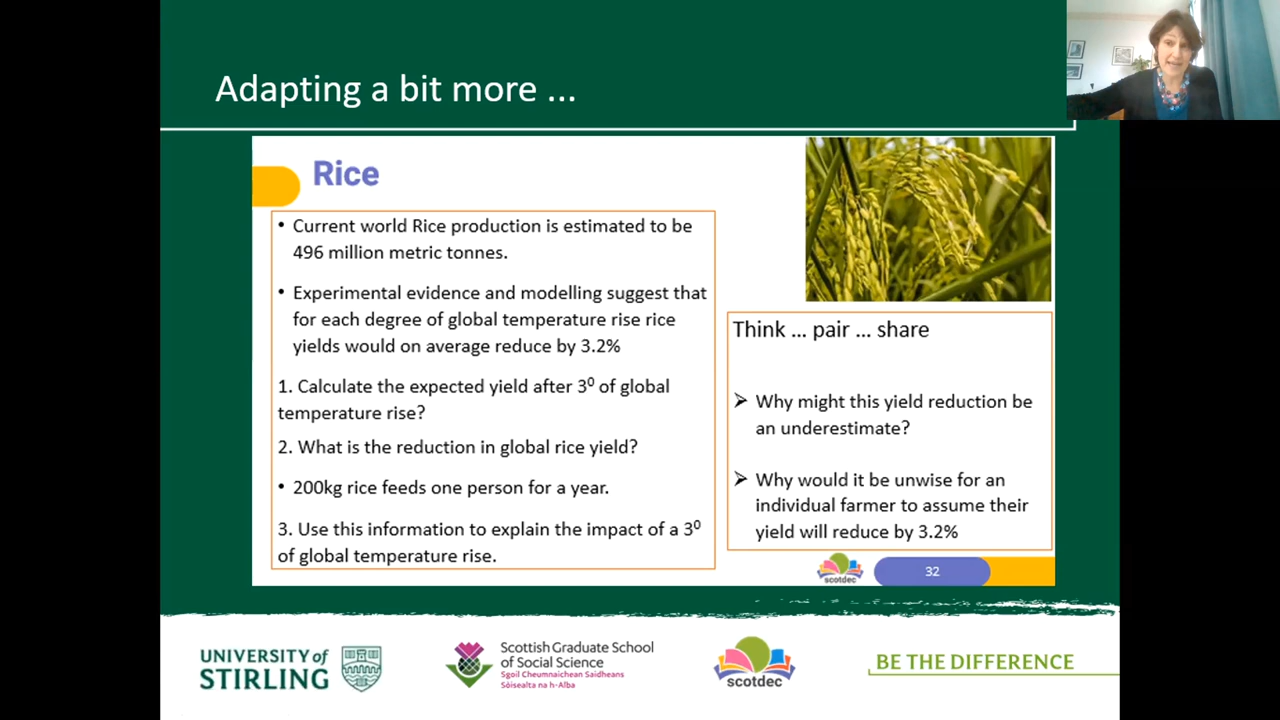 Adapting a bit more ...
Rice
• Current world Rice production is estimated to be
496 million metric tonnes.
• Experimental evidence and modelling suggest that
for each degree of global temperature rise rice
yields would on average reduce by 3.2%
1. Calculate the expected yield after 3⁰ of global
temperature rise?
2. What is the reduction in global rice yield?
• 200kg rice feeds one person for a year.
3. Use this information to explain the impact of a 3⁰
of global temperature rise.
Think ... pair ... share
➢ Why might this yield reduction be
an underestimate?
➢ Why would it be unwise for an
individual farmer to assume their
yield will reduce by 3.2%
scotdec
32
UNIVERSITY of
STIRLING
Scottish Graduate School
of Social Science
Sgoil Cheumnaichean Saidheans
Sòisealta na h-Alba
scotdec
BE THE DIFFERENCE